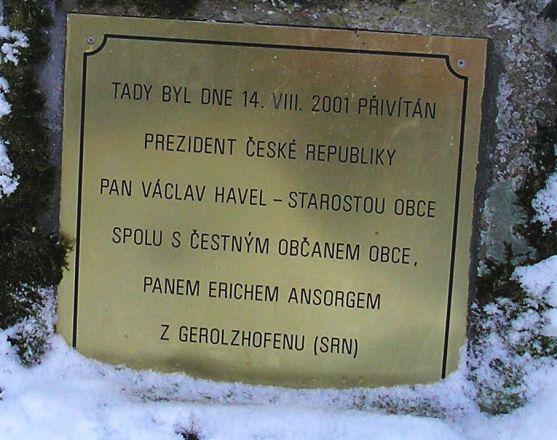 TADY BYL DNE 14. VIII. 2001 PŘIVÍTÁN
PREZIDENT ČESKÉ REPUBLIKY
PAN VÁCLAV HAVEL – STAROSTOU OBCE
SPOLU S ČESTNÝM OBČANEM OBCE,
PANEM ERICHEM ANSORGEM
Z GEROLZHOFENU (SRN)